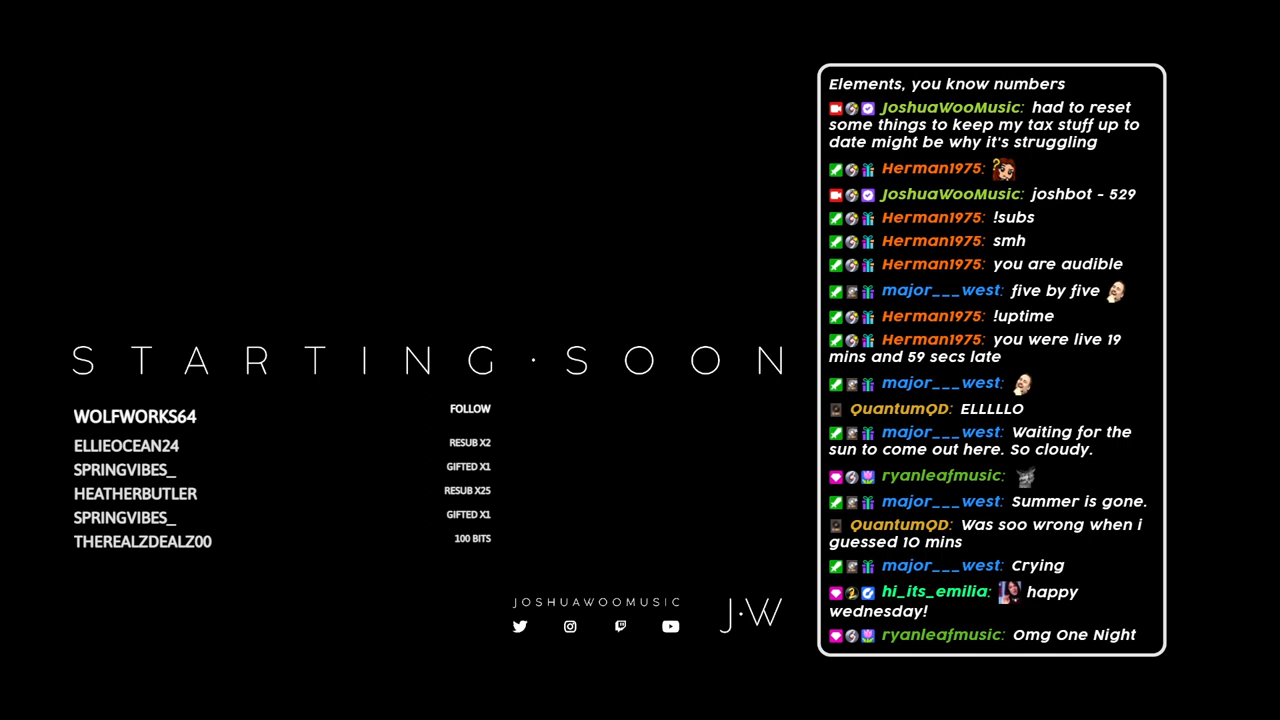 STARTING·SOON
WOLFWORKS64 FOLLOW
ELLIEOCEAN24 RESUB X2
SPRINGVIBES_ GIFTED X1
HEATHERBUTLER RESUB X25
SPRINGVIBES_ GIFTED X1
THEREALZDEALZ00 100 BITS
JOSHUAWOOMUSIC
J·W
Elements, you know numbers
JoshuaWooMusic: had to reset
some things to keep my tax stuff up to
date might be why it's struggling
Herman1975:
JoshuaWooMusic: joshbot - 529
Herman1975: !subs
Herman1975: smh
Herman1975: you are audible
major___west: five by five
Herman1975: !uptime
Herman1975: you were live 19
mins and 59 secs late
major___west:
QuantumQD: ELLLLLO
major___west: Waiting for the
sun to come out here. So cloudy.
ryanleafmusic:
major___west: Summer is gone.
QuantumQD: Was soo wrong when i
guessed 10 mins
major___west: Crying
hi_its_emilia: happy
wednesday!
ryanleafmusic: Omg One Night